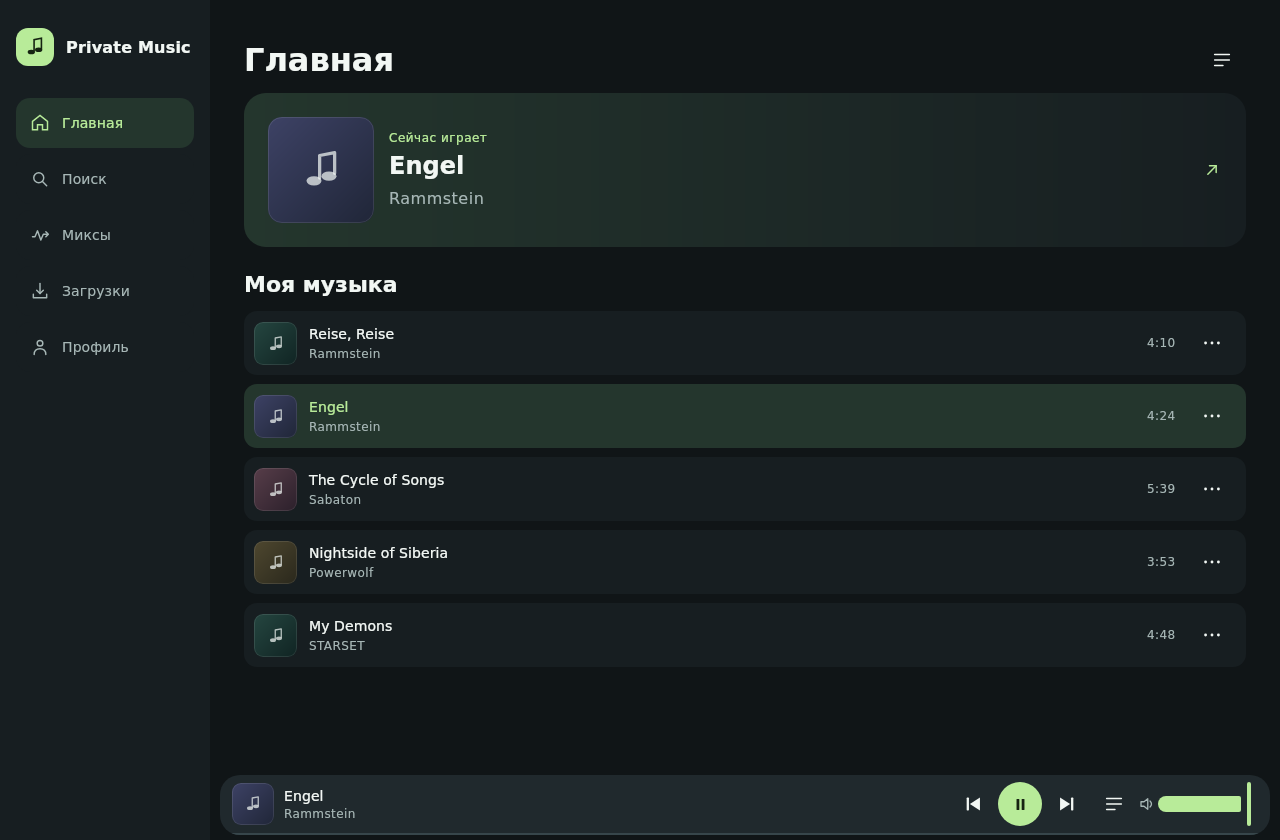 Private Music
Главная
Поиск
Миксы
Загрузки
Профиль
Главная
Сейчас играет
Engel
Rammstein
Моя музыка
Reise, Reise
Rammstein
4:10
Engel
Rammstein
4:24
The Cycle of Songs
Sabaton
5:39
Nightside of Siberia
Powerwolf
3:53
My Demons
STARSET
4:48
Engel
Rammstein